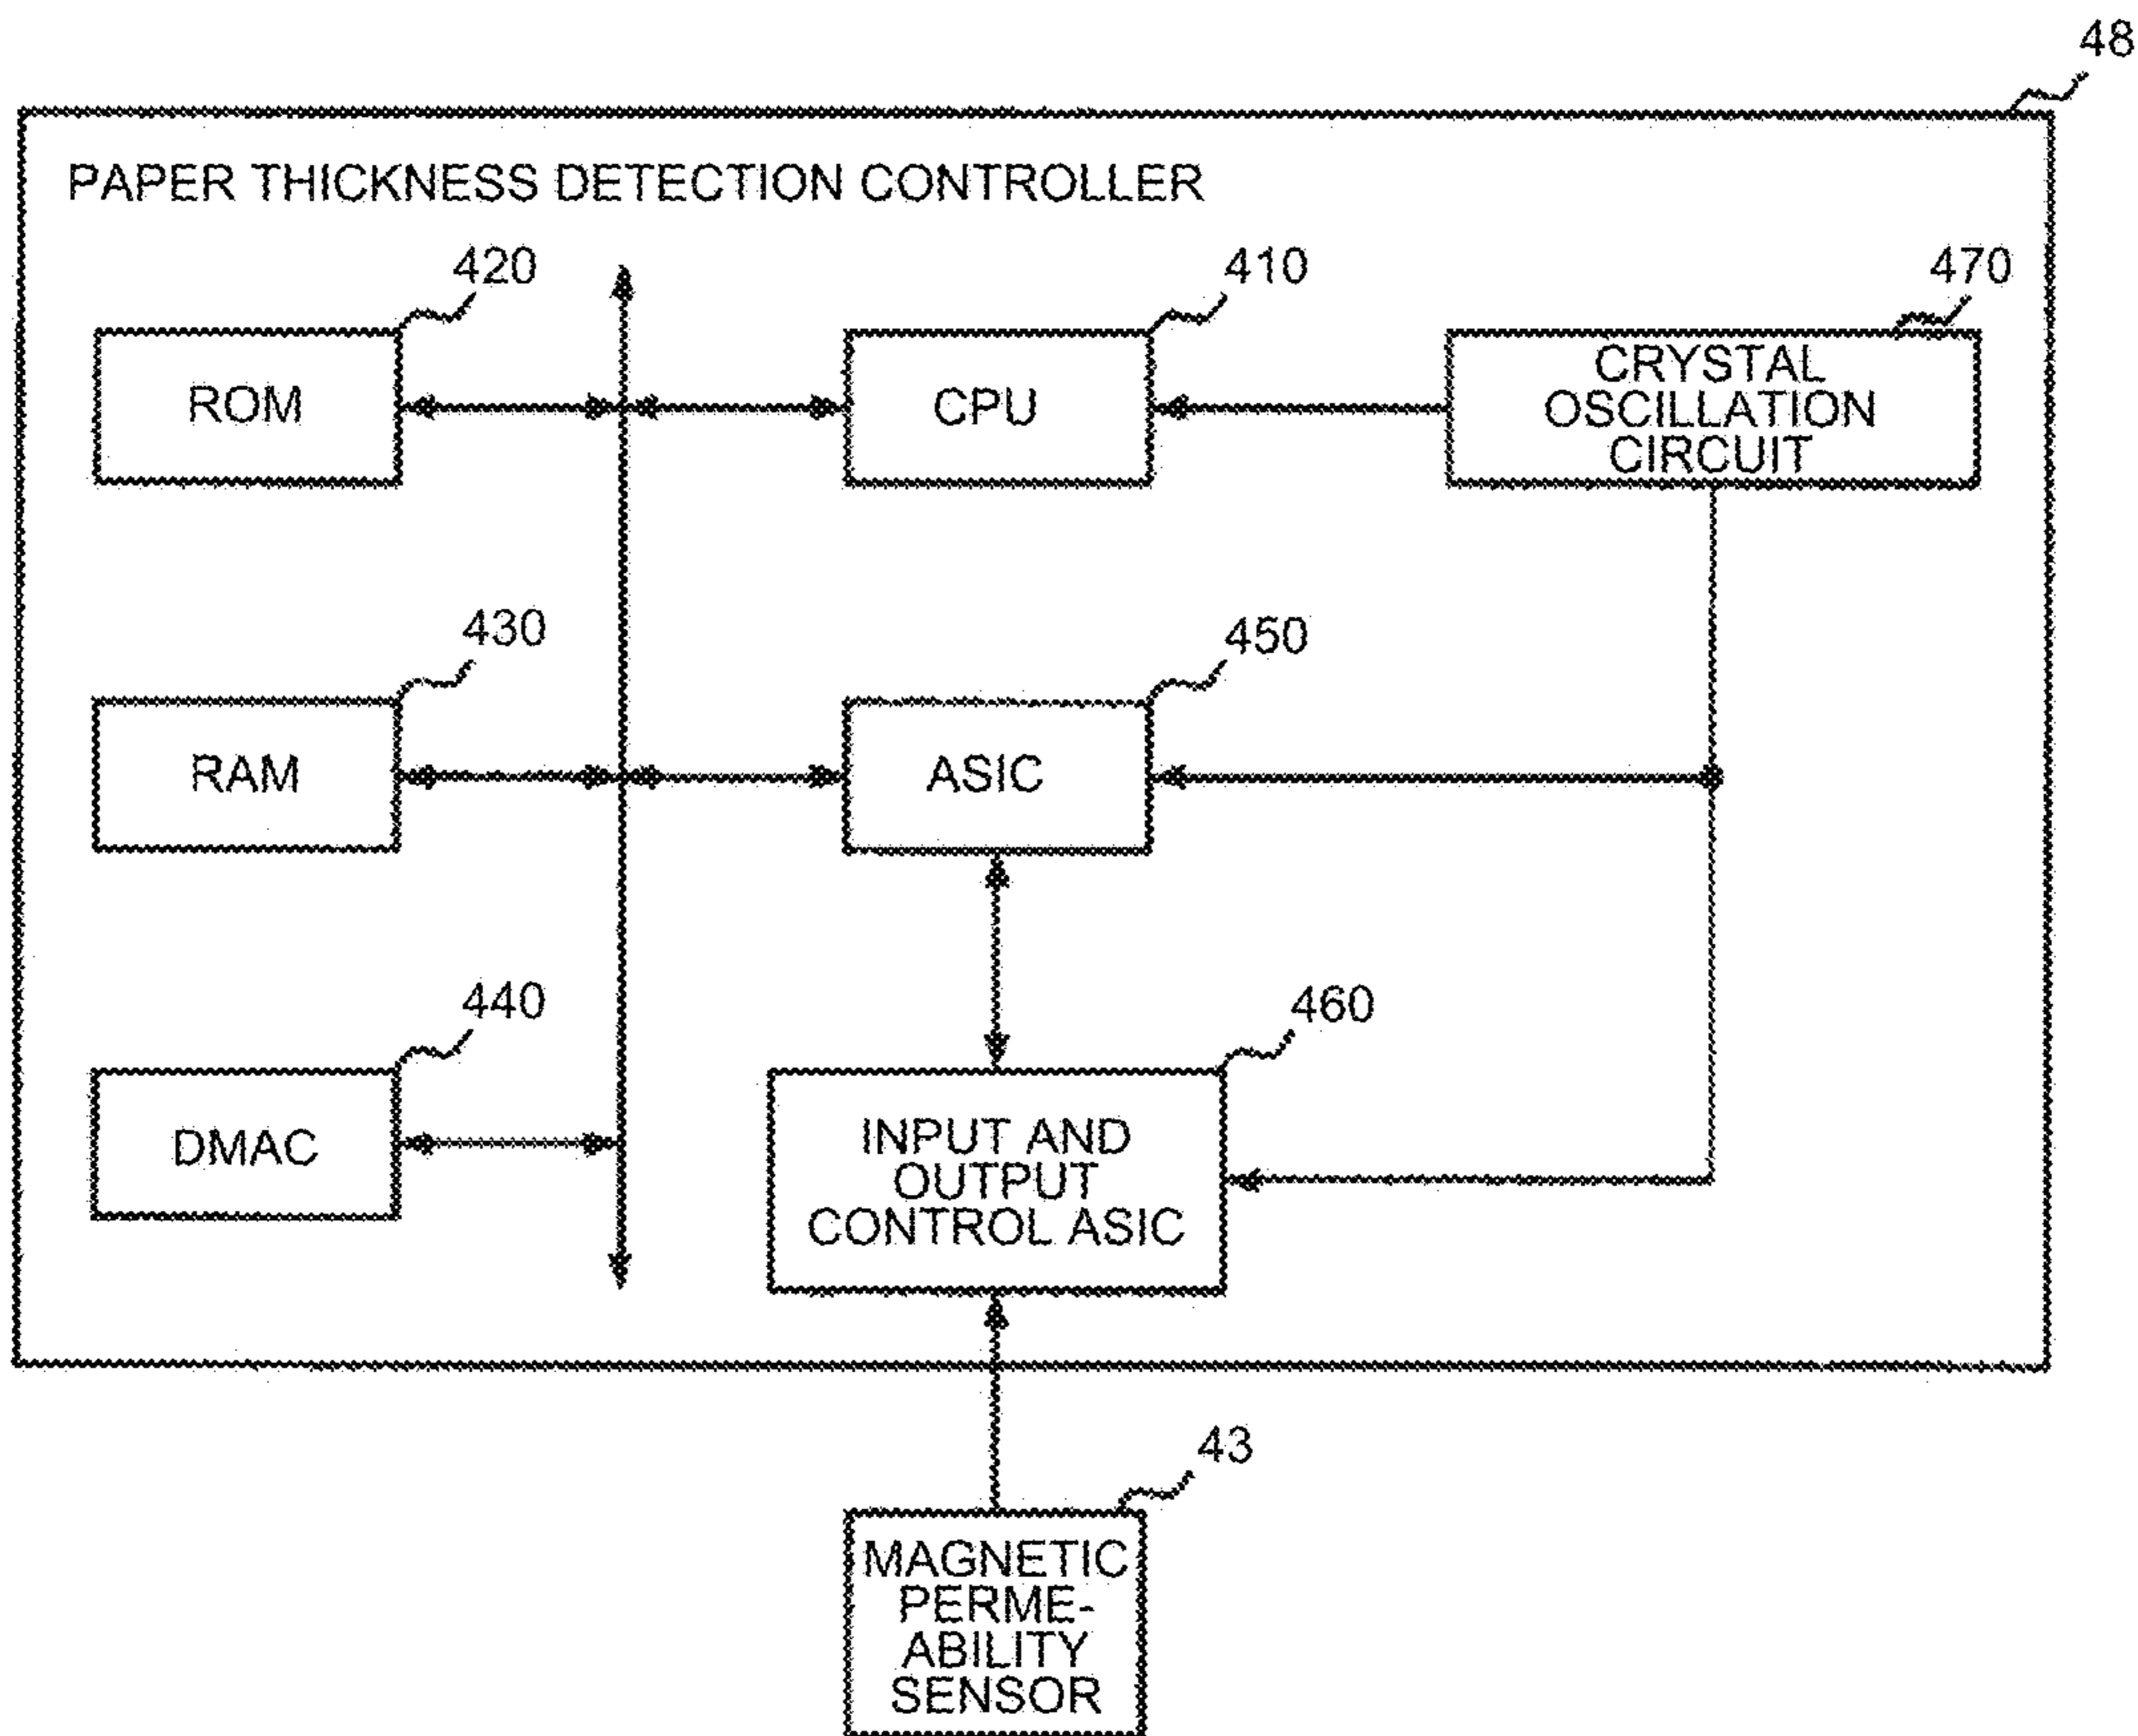 48
PAPER THICKNESS DETECTION CONTROLLER
420
410
470
ROM
CPU
CRYSTAL
OSCILLATION
CIRCUIT
430
450
RAM
ASIC
440
460
DMAC
INPUT AND
OUTPUT
CONTROL ASIC
43
MAGNETIC
PERME-
ABILITY
SENSOR